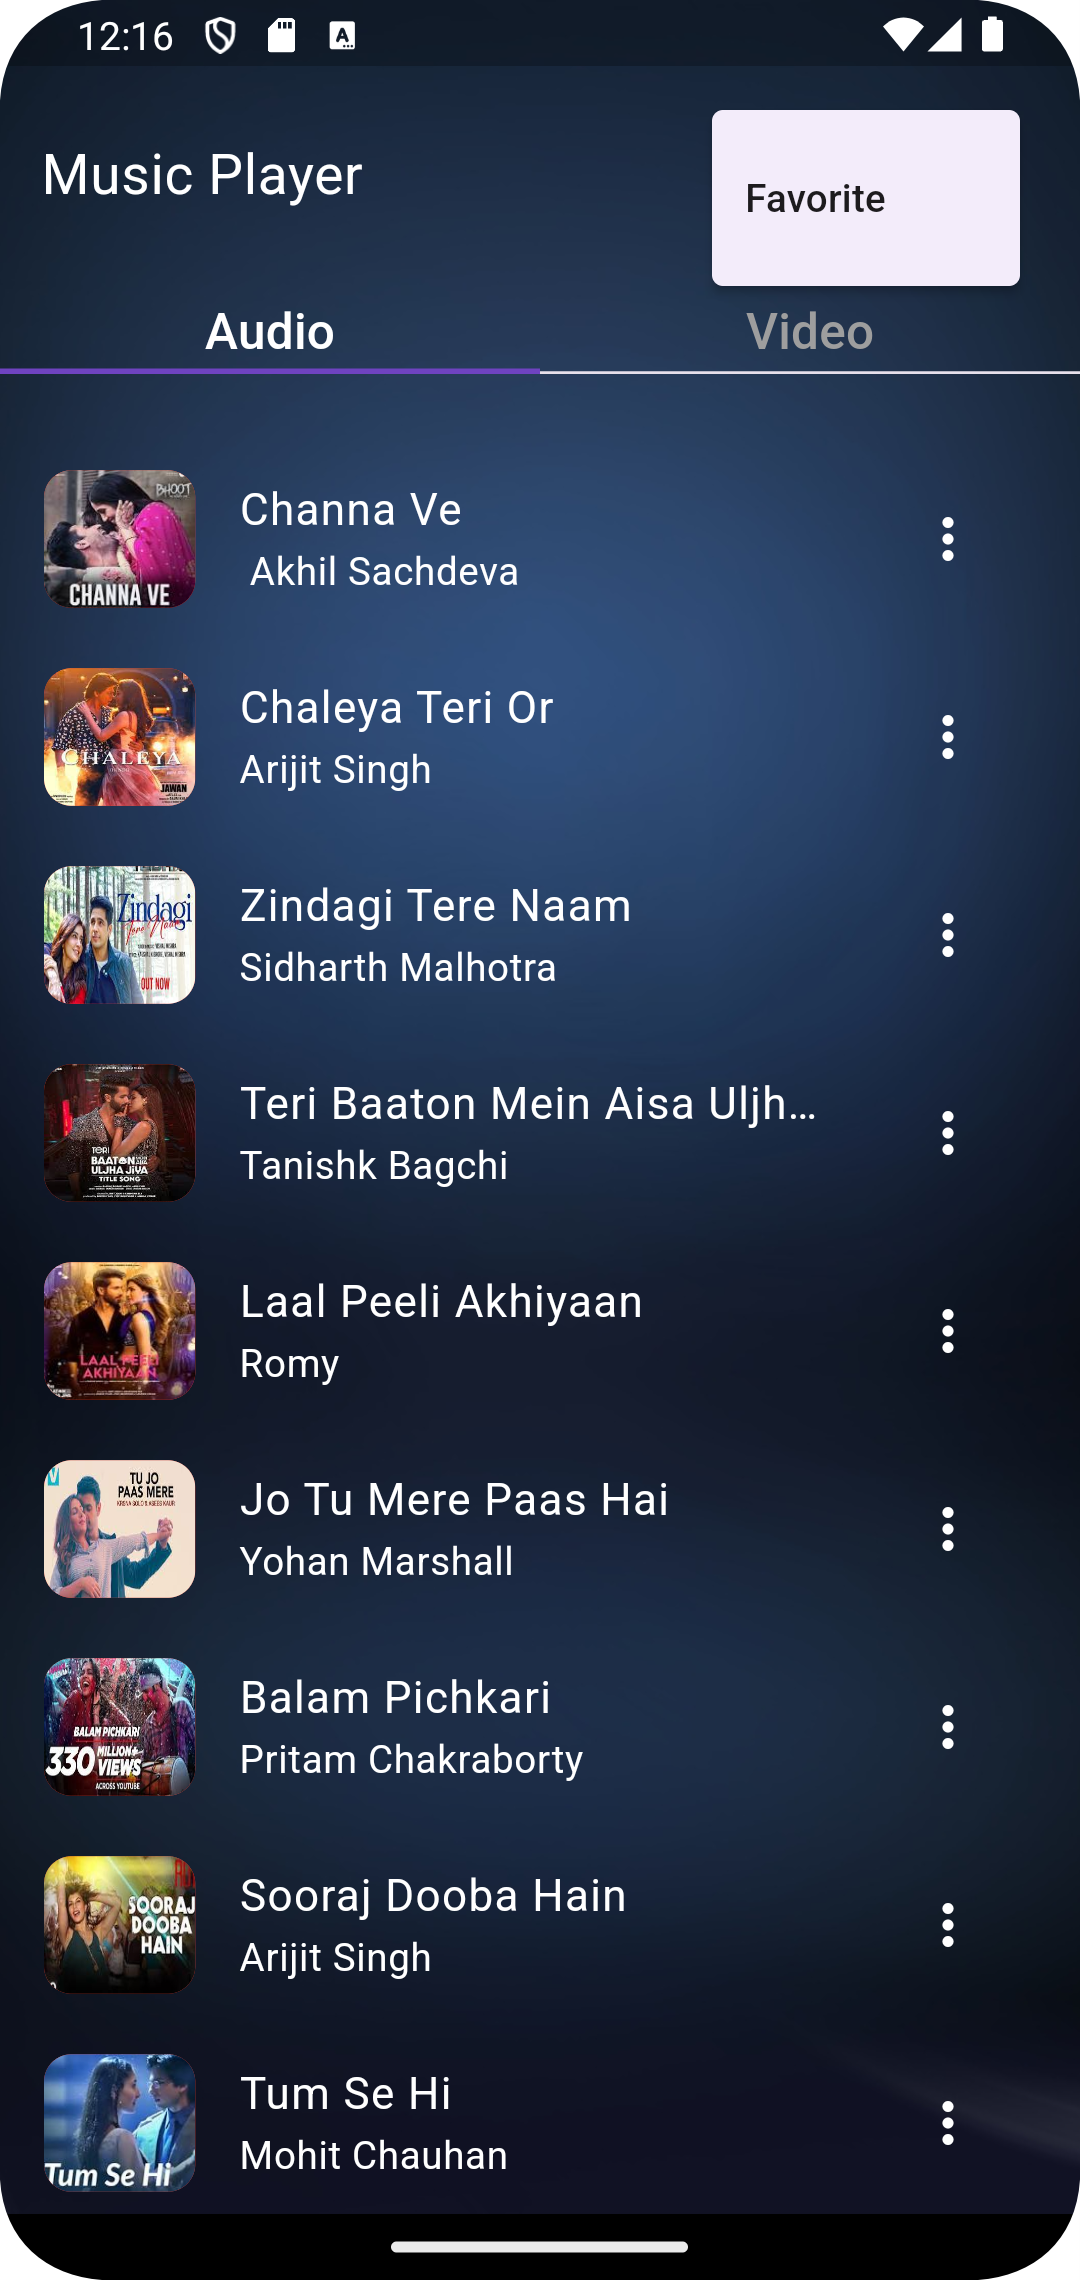 12:16
Music Player
Favorite
Audio
Video
BHOOT
CHANNA VE
Channa Ve
Akhil Sachdeva
CHALEYA
JAWAN
Chaleya Teri Or
Arijit Singh
Zindagi
Tere Naam
OUT NOW
Zindagi Tere Naam
Sidharth Malhotra
TERI
BAATON
ULJHA JIYA
TITLE SONG
Teri Baaton Mein Aisa Uljh...
Tanishk Bagchi
LAAL PEELI
AKHIYAAN
Laal Peeli Akhiyaan
Romy
TU JO
PAAS MERE
Jo Tu Mere Paas Hai
Yohan Marshall
BALAM PICHKARI
330 MILLION+
VIEWS
ACROSS YOUTUBE
Balam Pichkari
Pritam Chakraborty
SOORAJ
DOOBA
HAIN
Sooraj Dooba Hain
Arijit Singh
Tum Se Hi
Tum Se Hi
Mohit Chauhan